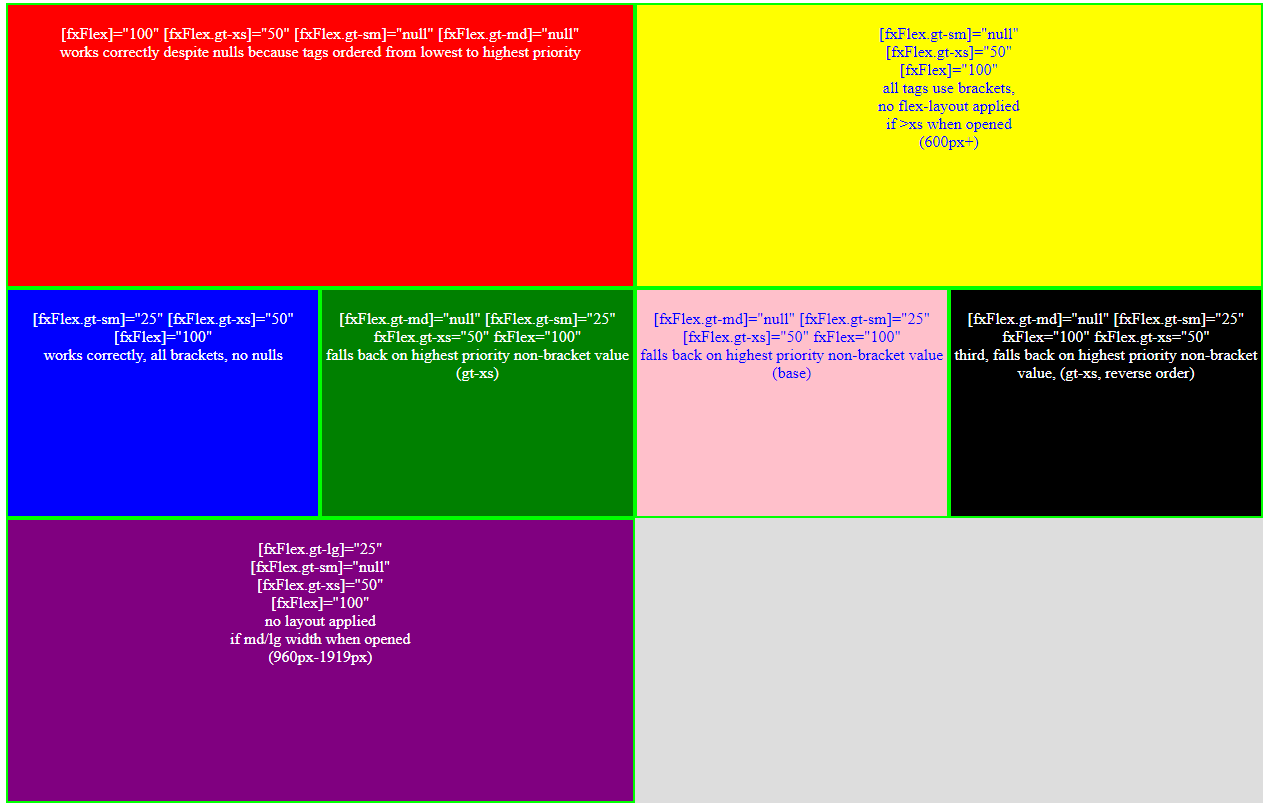 [fxFlex]="100" [fxFlex.gt-xs]="50" [fxFlex.gt-sm]="null" [fxFlex.gt-md]="null"
works correctly despite nulls because tags ordered from lowest to highest priority
[fxFlex.gt-sm]="null"
[fxFlex.gt-xs]="50"
[fxFlex]="100"
all tags use brackets,
no flex-layout applied
if >xs when opened
(600px+)
[fxFlex.gt-sm]="25" [fxFlex.gt-xs]="50"
[fxFlex]="100"
works correctly, all brackets, no nulls
[fxFlex.gt-md]="null" [fxFlex.gt-sm]="25"
fxFlex.gt-xs="50" fxFlex="100"
falls back on highest priority non-bracket value
(gt-xs)
[fxFlex.gt-md]="null" [fxFlex.gt-sm]="25"
[fxFlex.gt-xs]="50" fxFlex="100"
falls back on highest priority non-bracket value
(base)
[fxFlex.gt-md]="null" [fxFlex.gt-sm]="25"
fxFlex="100" fxFlex.gt-xs="50"
third, falls back on highest priority non-bracket
value, (gt-xs, reverse order)
[fxFlex.gt-lg]="25"
[fxFlex.gt-sm]="null"
[fxFlex.gt-xs]="50"
[fxFlex]="100"
no layout applied
if md/lg width when opened
(960px-1919px)